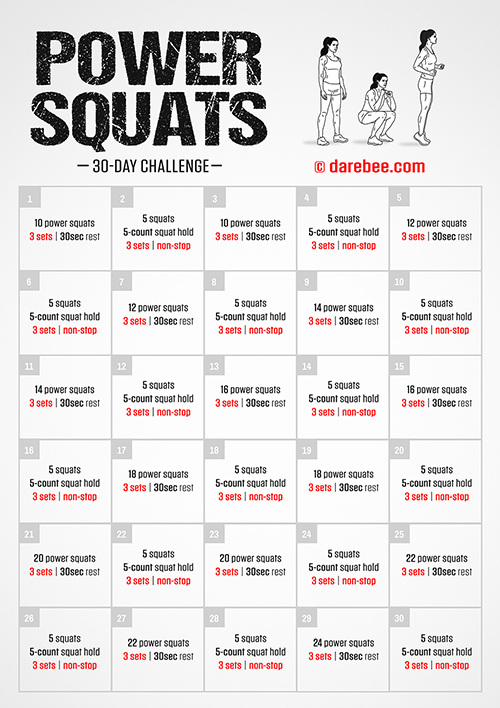 POWER
SQUATS
– 30-DAY CHALLENGE –
© darebee.com
1
10 power squats
3 sets | 30sec rest
2
5 squats
5-count squat hold
3 sets | non-stop
3
10 power squats
3 sets | 30sec rest
4
5 squats
5-count squat hold
3 sets | non-stop
5
12 power squats
3 sets | 30sec rest
6
5 squats
5-count squat hold
3 sets | non-stop
7
12 power squats
3 sets | 30sec rest
8
5 squats
5-count squat hold
3 sets | non-stop
9
14 power squats
3 sets | 30sec rest
10
5 squats
5-count squat hold
3 sets | non-stop
11
14 power squats
3 sets | 30sec rest
12
5 squats
5-count squat hold
3 sets | non-stop
13
16 power squats
3 sets | 30sec rest
14
5 squats
5-count squat hold
3 sets | non-stop
15
16 power squats
3 sets | 30sec rest
16
5 squats
5-count squat hold
3 sets | non-stop
17
18 power squats
3 sets | 30sec rest
18
5 squats
5-count squat hold
3 sets | non-stop
19
18 power squats
3 sets | 30sec rest
20
5 squats
5-count squat hold
3 sets | non-stop
21
20 power squats
3 sets | 30sec rest
22
5 squats
5-count squat hold
3 sets | non-stop
23
20 power squats
3 sets | 30sec rest
24
5 squats
5-count squat hold
3 sets | non-stop
25
22 power squats
3 sets | 30sec rest
26
5 squats
5-count squat hold
3 sets | non-stop
27
22 power squats
3 sets | 30sec rest
28
5 squats
5-count squat hold
3 sets | non-stop
29
24 power squats
3 sets | 30sec rest
30
5 squats
5-count squat hold
3 sets | non-stop